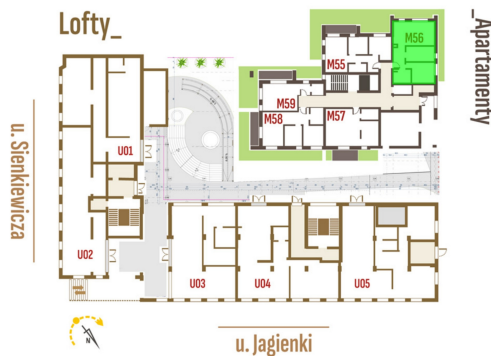 Lofty_
_Apartamenty
M56
M55
M59
M58
M57
U01
u. Sienkiewicza
U02
U03
U04
U05
N
u. Jagienki